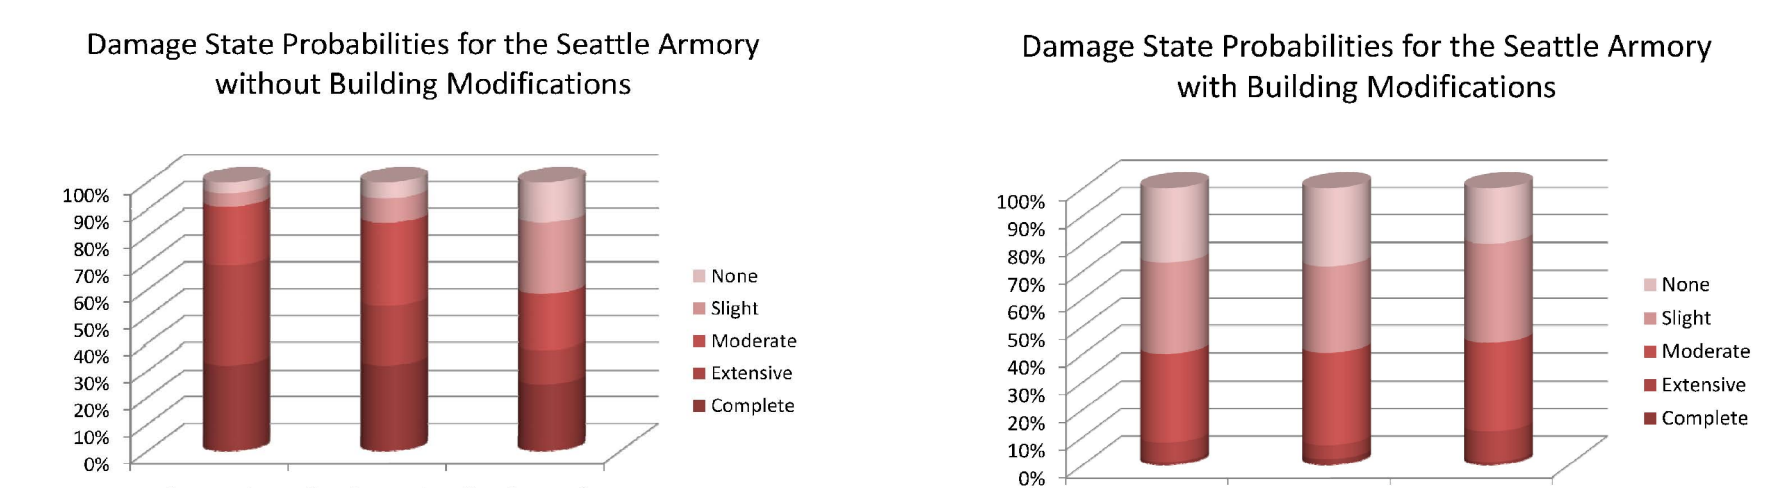 Damage State Probabilities for the Seattle Armory
without Building Modifications
100%
90%
80%
70%
60%
50%
40%
30%
20%
10%
0%
None
Slight
Moderate
Extensive
Complete
Damage State Probabilities for the Seattle Armory
with Building Modifications
100%
90%
80%
70%
60%
50%
40%
30%
20%
10%
0%
None
Slight
Moderate
Extensive
Complete